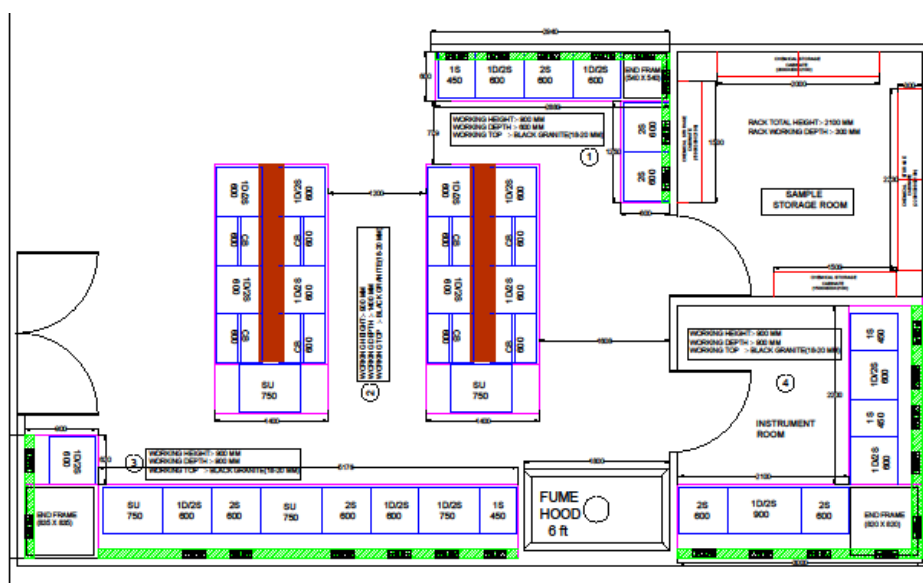 2940
600
1S
450
1D/2S
600
2S
600
1D/2S
600
END FRAME
(540 X 540)
WORKING HEIGHT:- 900 MM
WORKING DEPTH :- 600 MM
WORKING TOP :- BLACK GRANITE(18-20 MM)
1
2S
600
2S
600
600
2000
RACK TOTAL HEIGHT:- 2100 MM
RACK WORKING DEPTH :- 300 MM
SAMPLE
STORAGE ROOM
1500
1D/2S
600
1D/2S
600
CB
600
CB
600
1D/2S
600
1D/2S
600
CB
600
CB
600
SU
750
1400
1200
WORKING HEIGHT:- 900 MM
WORKING DEPTH :- 1400 MM
WORKING TOP :- BLACK GRANITE(18-20 MM)
2
1D/2S
600
1D/2S
600
CB
600
CB
600
1D/2S
600
1D/2S
600
CB
600
CB
600
SU
750
1400
WORKING HEIGHT:- 900 MM
WORKING DEPTH :- 900 MM
WORKING TOP :- BLACK GRANITE(18-20 MM)
4
INSTRUMENT
ROOM
1S
450
1D/2S
600
1S
450
1D/2S
600
2100
1D/2S
600
3
WORKING HEIGHT:- 900 MM
WORKING DEPTH :- 900 MM
WORKING TOP :- BLACK GRANITE(18-20 MM)
5175
END FRAME
(835 X 835)
SU
750
1D/2S
600
2S
600
SU
750
2S
600
1D/2S
600
1D/2S
750
1S
450
FUME
HOOD
6 ft
2S
600
1D/2S
900
2S
600
END FRAME
(820 X 820)